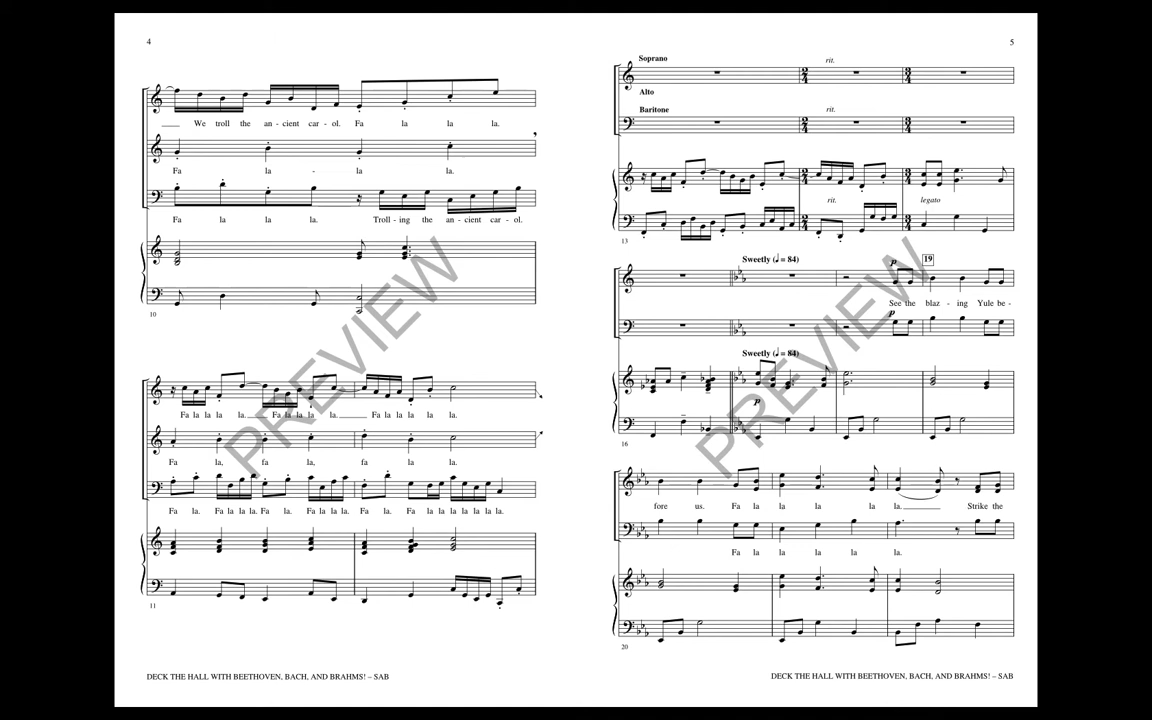 4
We troll the an - cient car - ol. Fa la la la.
Fa la - la la.
Fa la la la. Troll - ing the an - cient car - ol.
10
Fa la la la la. Fa la la la la. Fa la la la la la la.
Fa la, fa la, fa la la.
Fa la. Fa la la la. Fa la. Fa la la la. Fa la. Fa la la la la la la la la.
11
DECK THE HALL WITH BEETHOVEN, BACH, AND BRAHMS! – SAB
5
Soprano
rit.
Alto
Baritone
rit.
rit. legato
13
Sweetly (♩ = 84) p 19
See the blaz - ing Yule be -
p
Sweetly (♩ = 84)
p
16
fore us. Fa la la la la la. Strike the
Fa la la la la la.
20
DECK THE HALL WITH BEETHOVEN, BACH, AND BRAHMS! – SAB
PREVIEW
PREVIEW